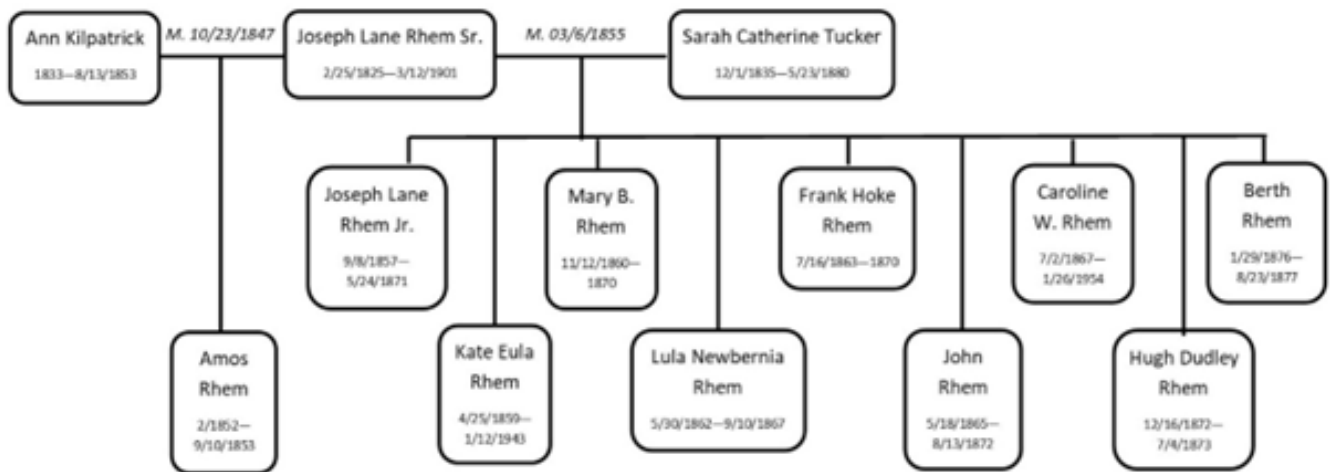 Ann Kilpatrick
1833—8/13/1853
M. 10/23/1847
Joseph Lane Rhem Sr.
2/25/1825—3/12/1901
M. 03/6/1855
Sarah Catherine Tucker
12/1/1835—5/23/1880
Joseph Lane
Rhem Jr.
9/8/1857—
5/24/1871
Mary B.
Rhem
11/12/1860—
1870
Frank Hoke
Rhem
7/16/1863—1870
Caroline
W. Rhem
7/2/1867—
1/26/1954
Berth
Rhem
1/29/1876—
8/23/1877
Amos
Rhem
2/1852—
9/10/1853
Kate Eula
Rhem
4/25/1859—
1/12/1943
Lula Newbernia
Rhem
5/30/1862—9/10/1867
John
Rhem
5/18/1865—
8/13/1872
Hugh Dudley
Rhem
12/16/1872—
7/4/1873